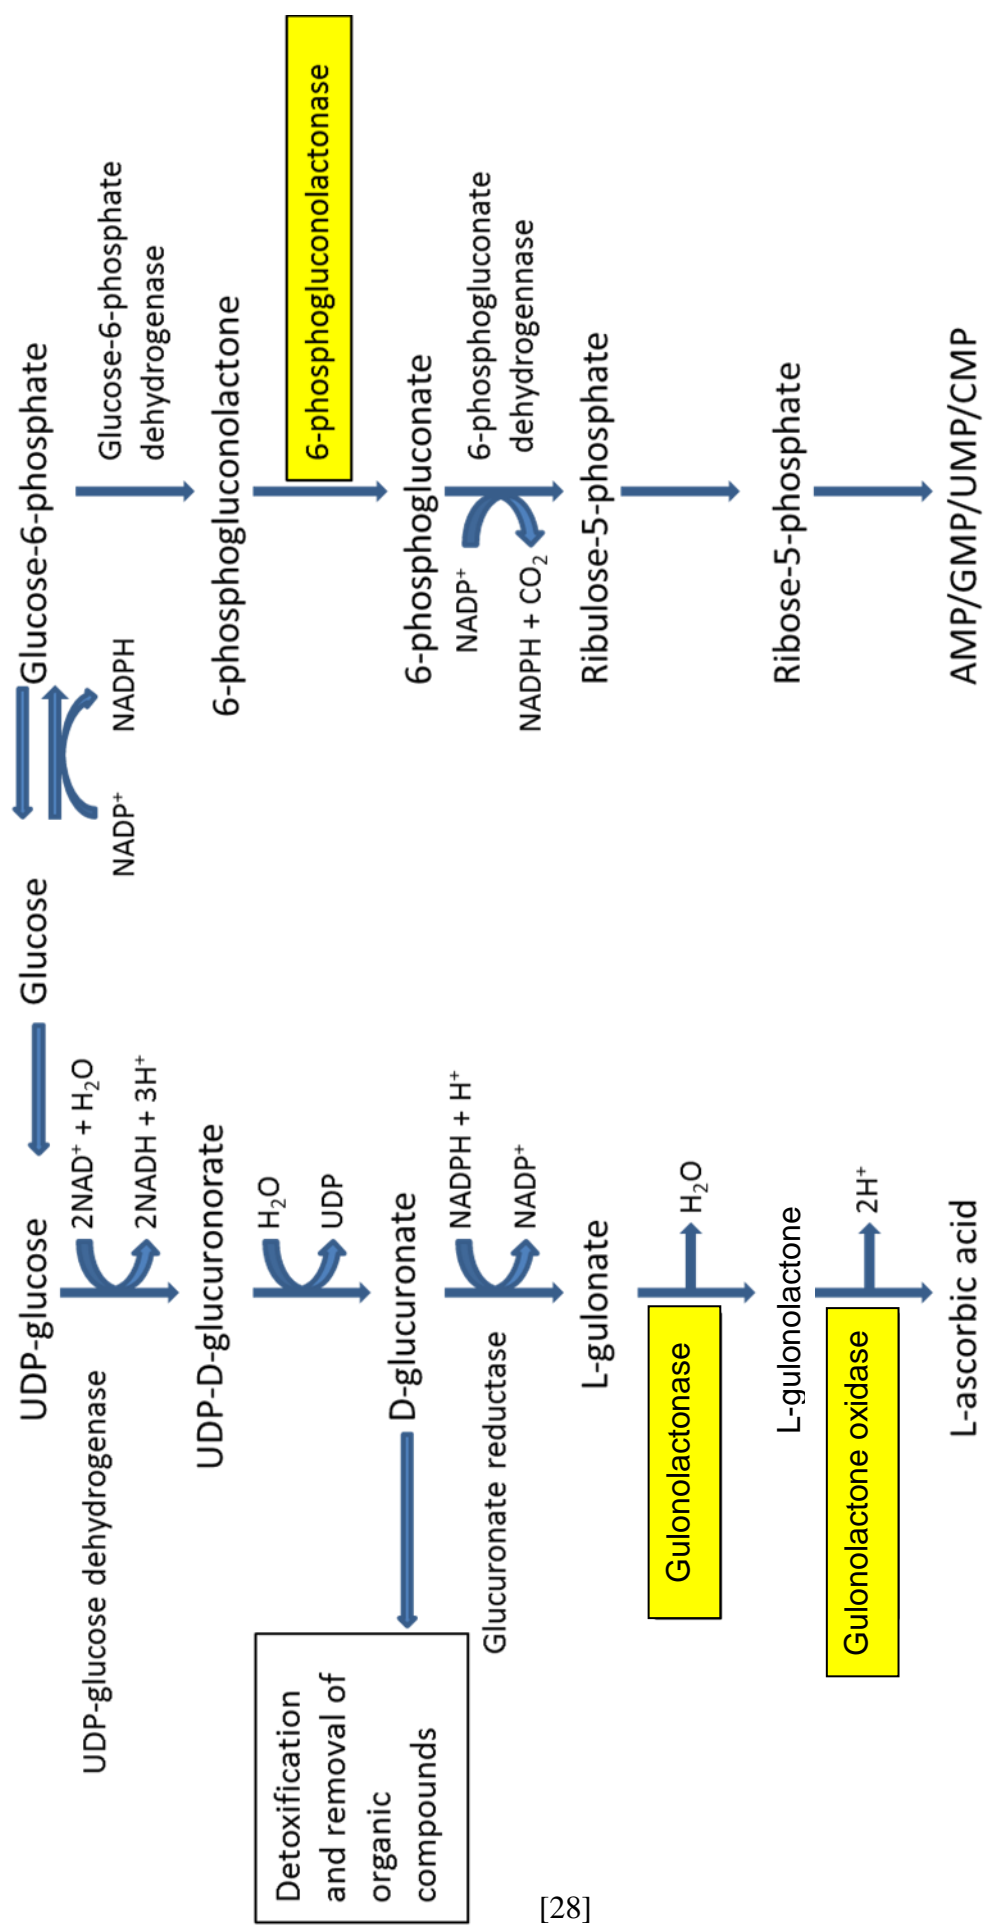 UDP-glucose
Glucose
Glucose-6-phosphate
2NAD⁺ + H₂O
2NADH + 3H⁺
UDP-glucose dehydrogenase
NADP⁺
NADPH
Glucose-6-phosphate
dehydrogenase
UDP-D-glucuronorate
6-phosphogluconolactone
H₂O
UDP
6-phosphogluconolactonase
Detoxification
and removal of
organic
compounds
D-glucuronate
6-phosphogluconate
NADPH + H⁺
NADP⁺
Glucuronate reductase
NADP⁺
NADPH + CO₂
6-phosphogluconate
dehydrogennase
L-gulonate
Ribulose-5-phosphate
Gulonolactonase
H₂O
L-gulonolactone
Ribose-5-phosphate
Gulonolactone oxidase
2H⁺
L-ascorbic acid
AMP/GMP/UMP/CMP
[28]